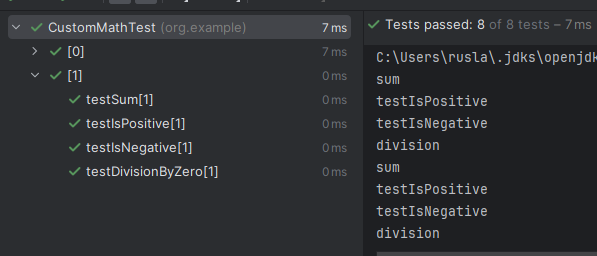 CustomMathTest (org.example) 7 ms
[0] 7 ms
[1] 0 ms
testSum[1] 0 ms
testIsPositive[1] 0 ms
testIsNegative[1] 0 ms
testDivisionByZero[1] 0 ms
Tests passed: 8 of 8 tests – 7 ms
C:\Users\rusla\.jdks\openjdk
sum
testIsPositive
testIsNegative
division
sum
testIsPositive
testIsNegative
division